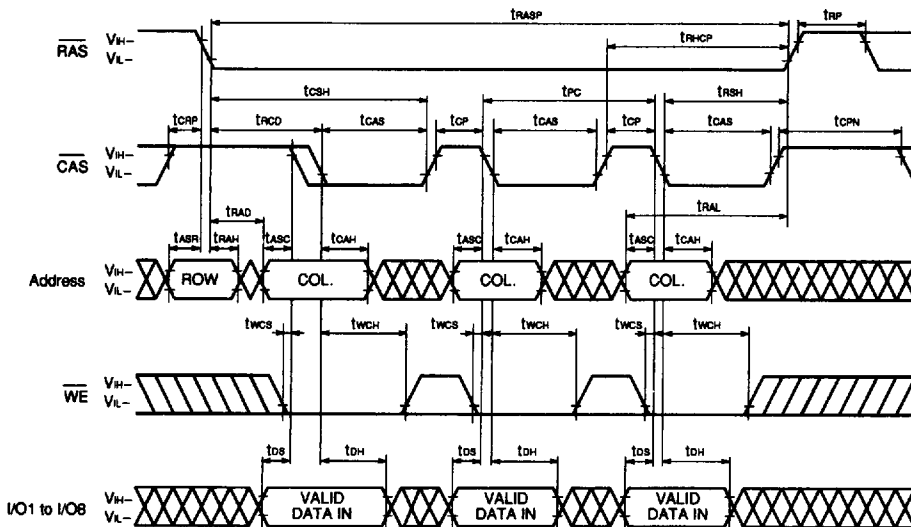 tRASP
tRP
tRHCP
RAS
VIH–
VIL–
tCSH
tPC
tRSH
tCRP
tRCD
tCAS
tCP
tCAS
tCP
tCAS
tCPN
CAS
VIH–
VIL–
tRAD
tRAL
tASR
tRAH
tASC
tCAH
tASC
tCAH
tASC
tCAH
Address
VIH–
VIL–
ROW
COL.
COL.
COL.
tWCS
tWCH
tWCS
tWCH
tWCS
tWCH
WE
VIH–
VIL–
tDS
tDH
tDS
tDH
tDS
tDH
I/O1 to I/O8
VIH–
VIL–
VALID
DATA IN
VALID
DATA IN
VALID
DATA IN